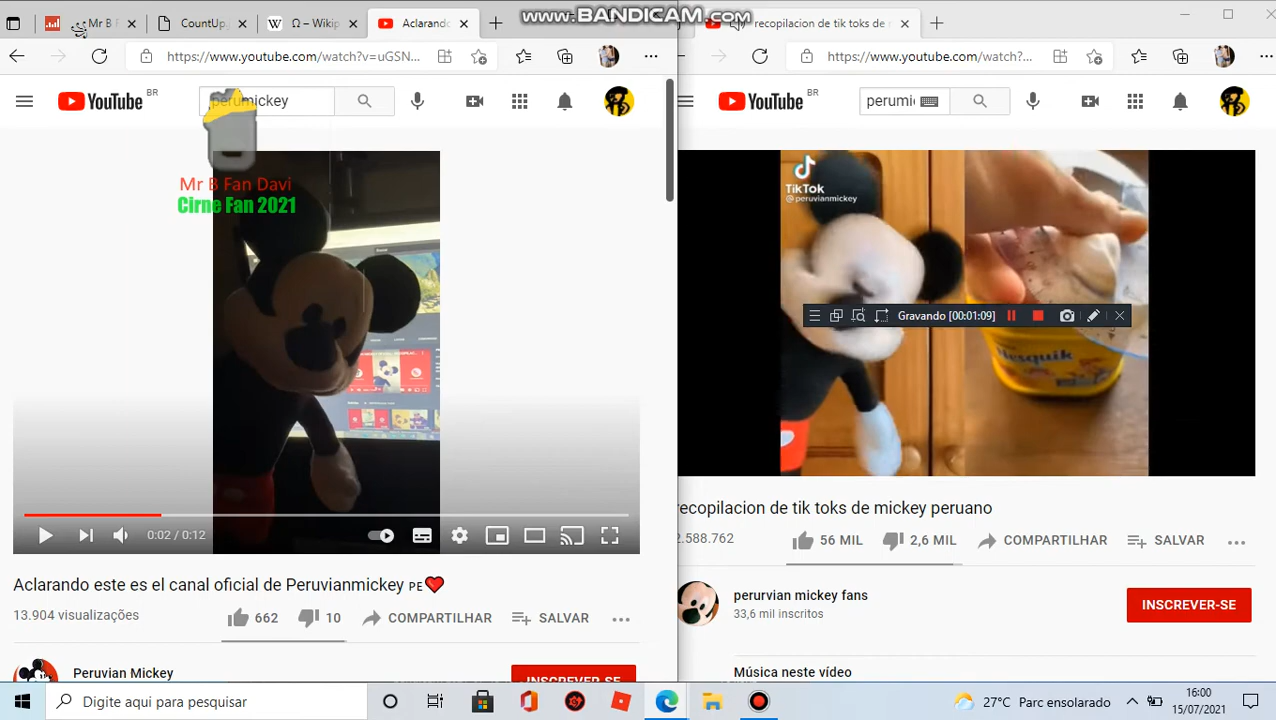 www.BANDICAM.com
Mr B F
CountUp.
Ω – Wikip
Aclarando
recopilacion de tik toks de m
https://www.youtube.com/watch?v=uGSN...
https://www.youtube.com/watch?...
YouTube BR
perumickey
YouTube BR
perumi
Mr B Fan Davi
Cirne Fan 2021
TikTok
@peruvianmickey
Gravando [00:01:09]
Nesquik
0:02 / 0:12
recopilacion de tik toks de mickey peruano
2.588.762
56 MIL
2,6 MIL
COMPARTILHAR
SALVAR
Aclarando este es el canal oficial de Peruvianmickey PE❤
13.904 visualizações
662
10
COMPARTILHAR
SALVAR
perurvian mickey fans
33,6 mil inscritos
INSCREVER-SE
Música neste vídeo
Peruvian Mickey
INSCREVER-SE
Digite aqui para pesquisar
27°C Parc ensolarado
16:00
15/07/2021